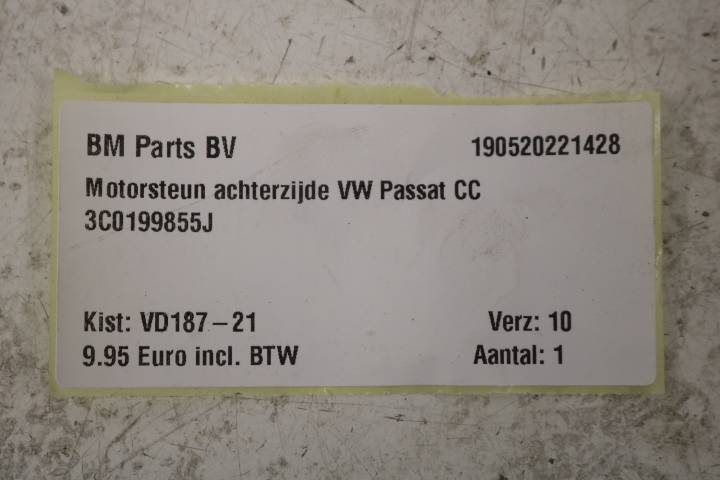 BM Parts BV 190520221428
Motorsteun achterzijde VW Passat CC
3C0199855J
Kist: VD187-21 Verz: 10
9.95 Euro incl. BTW Aantal: 1